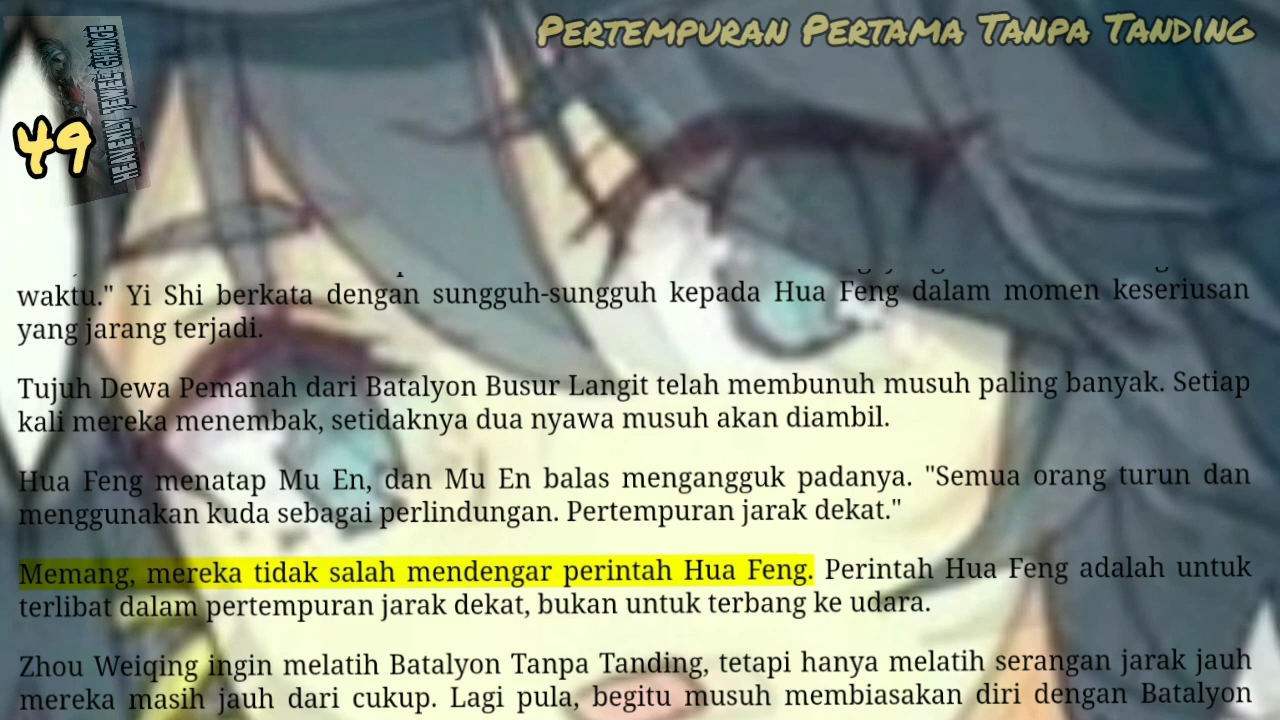 PERTEMPURAN PERTAMA TANPA TANDING
HEAVENLY JEWEL CHANGE
49
waktu." Yi Shi berkata dengan sungguh-sungguh kepada Hua Feng dalam momen keseriusan
yang jarang terjadi.
Tujuh Dewa Pemanah dari Batalyon Busur Langit telah membunuh musuh paling banyak. Setiap
kali mereka menembak, setidaknya dua nyawa musuh akan diambil.
Hua Feng menatap Mu En, dan Mu En balas mengangguk padanya. "Semua orang turun dan
menggunakan kuda sebagai perlindungan. Pertempuran jarak dekat."
Memang, mereka tidak salah mendengar perintah Hua Feng. Perintah Hua Feng adalah untuk
terlibat dalam pertempuran jarak dekat, bukan untuk terbang ke udara.
Zhou Weiqing ingin melatih Batalyon Tanpa Tanding, tetapi hanya melatih serangan jarak jauh
mereka masih jauh dari cukup. Lagi pula, begitu musuh membiasakan diri dengan Batalyon